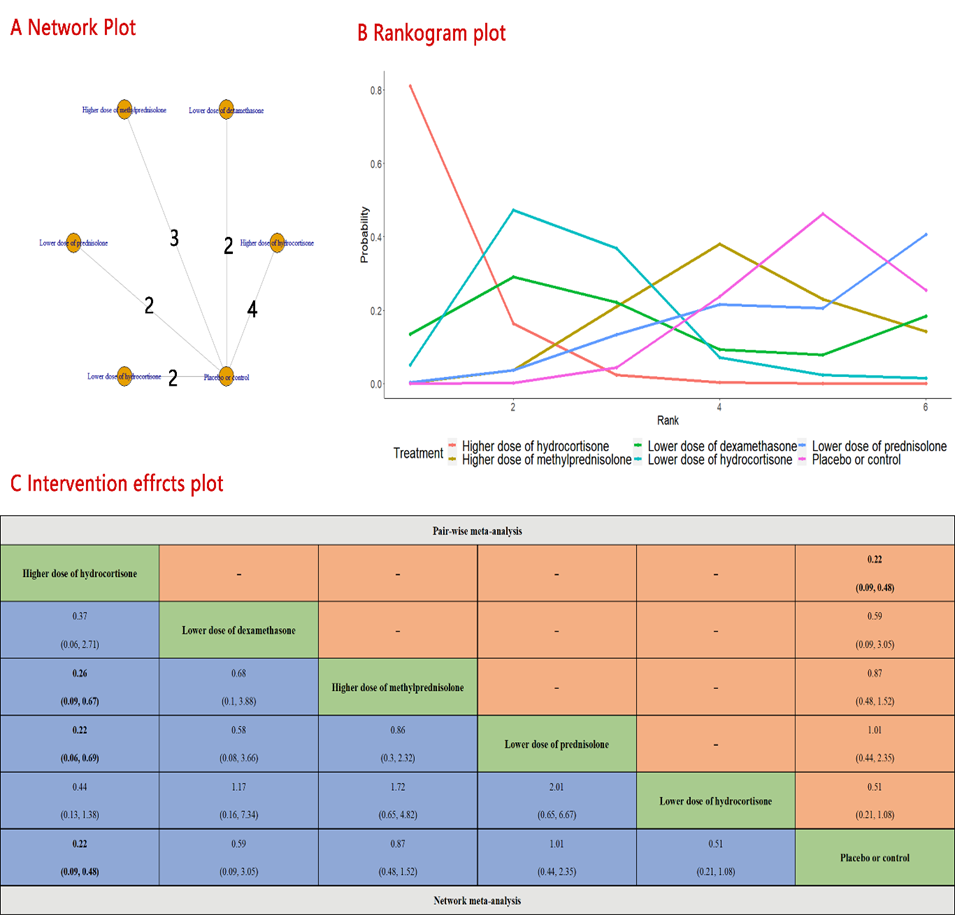 A Network Plot
B Rankogram plot
Higher dose of methylprednisolone
Lower dose of dexamethasone
Lower dose of prednisolone
3
2
Higher dose of hydrocortisone
2
4
Lower dose of hydrocortisone
2
Placebo or control
Probability
0.8
0.6
0.4
0.2
0.0
2
4
6
Rank
Treatment
Higher dose of hydrocortisone
Lower dose of dexamethasone
Lower dose of prednisolone
Higher dose of methylprednisolone
Lower dose of hydrocortisone
Placebo or control
C Intervention effrcts plot
Pair-wise meta-analysis
Higher dose of hydrocortisone
–
–
–
–
0.22
(0.09, 0.48)
0.37
(0.06, 2.71)
Lower dose of dexamethasone
–
–
–
0.59
(0.09, 3.05)
0.26
(0.09, 0.67)
0.68
(0.1, 3.88)
Higher dose of methylprednisolone
–
–
0.87
(0.48, 1.52)
0.22
(0.06, 0.69)
0.58
(0.08, 3.66)
0.86
(0.3, 2.32)
Lower dose of prednisolone
–
1.01
(0.44, 2.35)
0.44
(0.13, 1.38)
1.17
(0.16, 7.34)
1.72
(0.65, 4.82)
2.01
(0.65, 6.67)
Lower dose of hydrocortisone
0.51
(0.21, 1.08)
0.22
(0.09, 0.48)
0.59
(0.09, 3.05)
0.87
(0.48, 1.52)
1.01
(0.44, 2.35)
0.51
(0.21, 1.08)
Placebo or control
Network meta-analysis